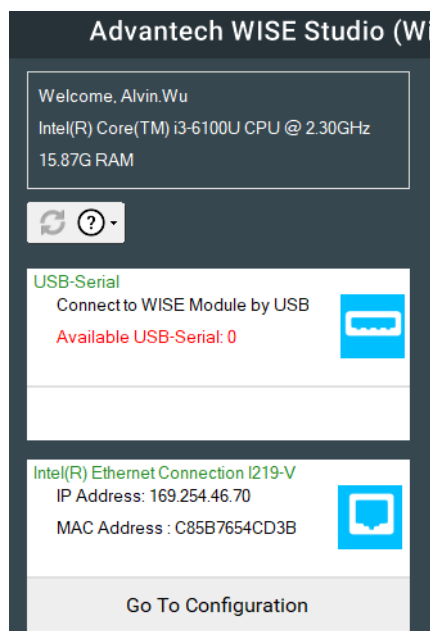 Advantech WISE Studio (Wi
Welcome, Alvin.Wu
Intel(R) Core(TM) i3-6100U CPU @ 2.30GHz
15.87G RAM
USB-Serial
Connect to WISE Module by USB
Available USB-Serial: 0
Intel(R) Ethernet Connection I219-V
IP Address: 169.254.46.70
MAC Address : C85B7654CD3B
Go To Configuration